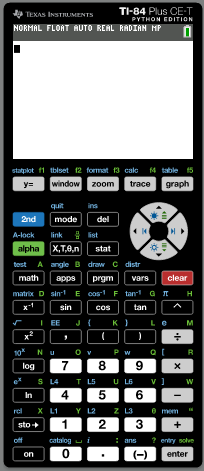 TEXAS INSTRUMENTS TI-84 Plus CE-T
PYTHON EDITION
NORMAL FLOAT AUTO REAL RADIAN MP
statplot f1 tblset f2 format f3 calc f4 table f5
y= window zoom trace graph
quit ins
2nd mode del
A-lock link list
alpha X,T,θ,n stat
test A angle B draw C distr
math apps prgm vars clear
matrix D sin⁻¹ E cos⁻¹ F tan⁻¹ G π H
x⁻¹ sin cos tan ^
√ I EE J { K } L e M
x² , ( ) ÷
10ˣ N u O v P w Q [ R
log 7 8 9 ×
eˣ S L4 T L5 U L6 V ] W
ln 4 5 6 −
rcl X L1 Y L2 Z L3 θ mem "
sto→ 1 2 3 +
off catalog i : ans ? entry solve
on 0 . (−) enter